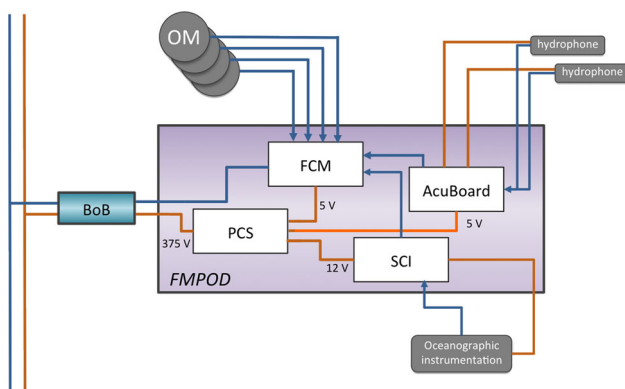 OM
hydrophone
hydrophone
FCM
AcuBoard
BoB
5 V
5 V
PCS
375 V
12 V
SCI
FMPOD
Oceanographic
instrumentation